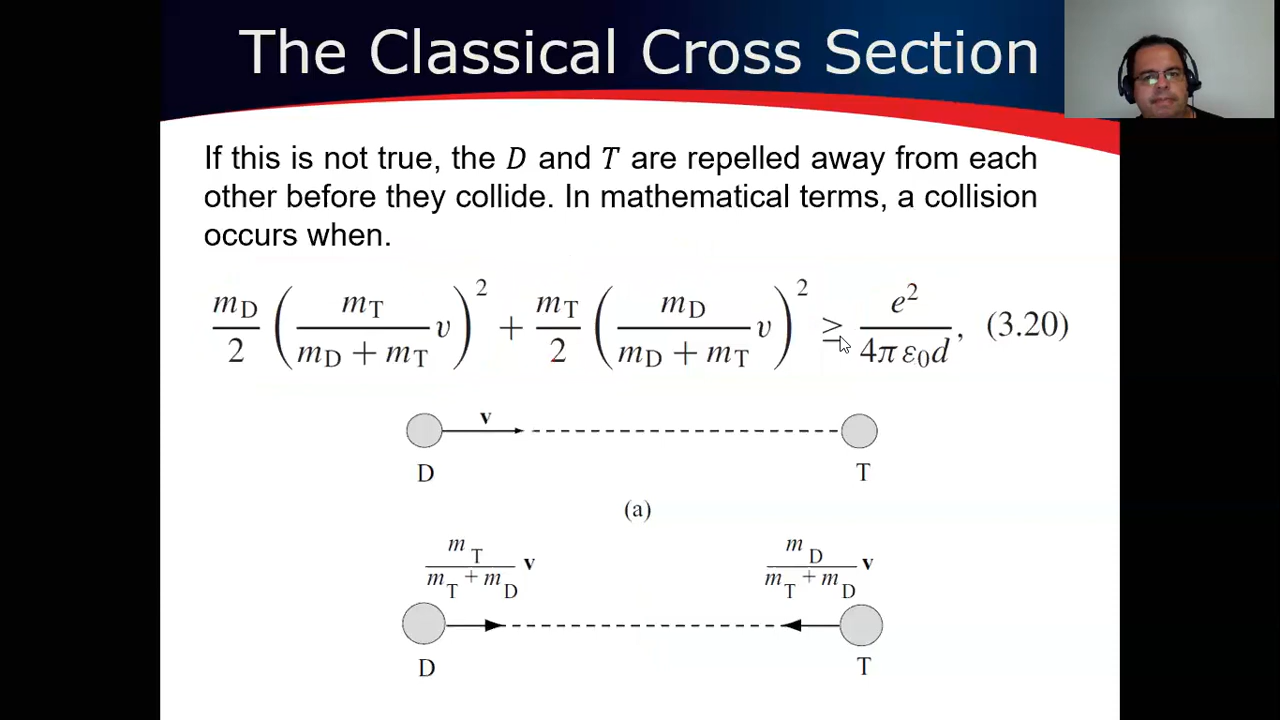 The Classical Cross Section
If this is not true, the D and T are repelled away from each
other before they collide. In mathematical terms, a collision
occurs when.
m_D/2 (m_T/(m_D + m_T) v)^2 + m_T/2 (m_D/(m_D + m_T) v)^2 ≥ e^2/(4π ε_0 d), (3.20)
v
D T
(a)
m_T/(m_T + m_D) v m_D/(m_T + m_D) v
D T